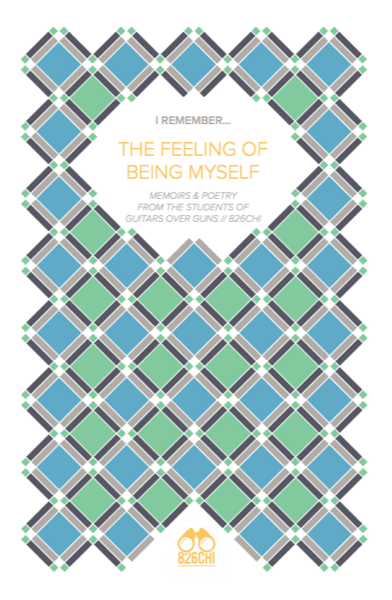 I REMEMBER...
THE FEELING OF
BEING MYSELF
MEMOIRS & POETRY
FROM THE STUDENTS OF
GUITARS OVER GUNS // 826CHI
826CHI